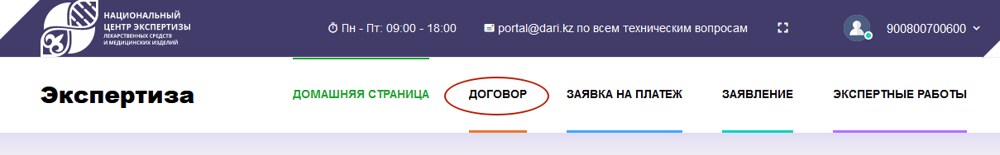 НАЦИОНАЛЬНЫЙ
ЦЕНТР ЭКСПЕРТИЗЫ
ЛЕКАРСТВЕННЫХ СРЕДСТВ
И МЕДИЦИНСКИХ ИЗДЕЛИЙ
Пн - Пт: 09:00 - 18:00
portal@dari.kz по всем техническим вопросам
900800700600
Экспертиза
ДОМАШНЯЯ СТРАНИЦА
ДОГОВОР
ЗАЯВКА НА ПЛАТЕЖ
ЗАЯВЛЕНИЕ
ЭКСПЕРТНЫЕ РАБОТЫ